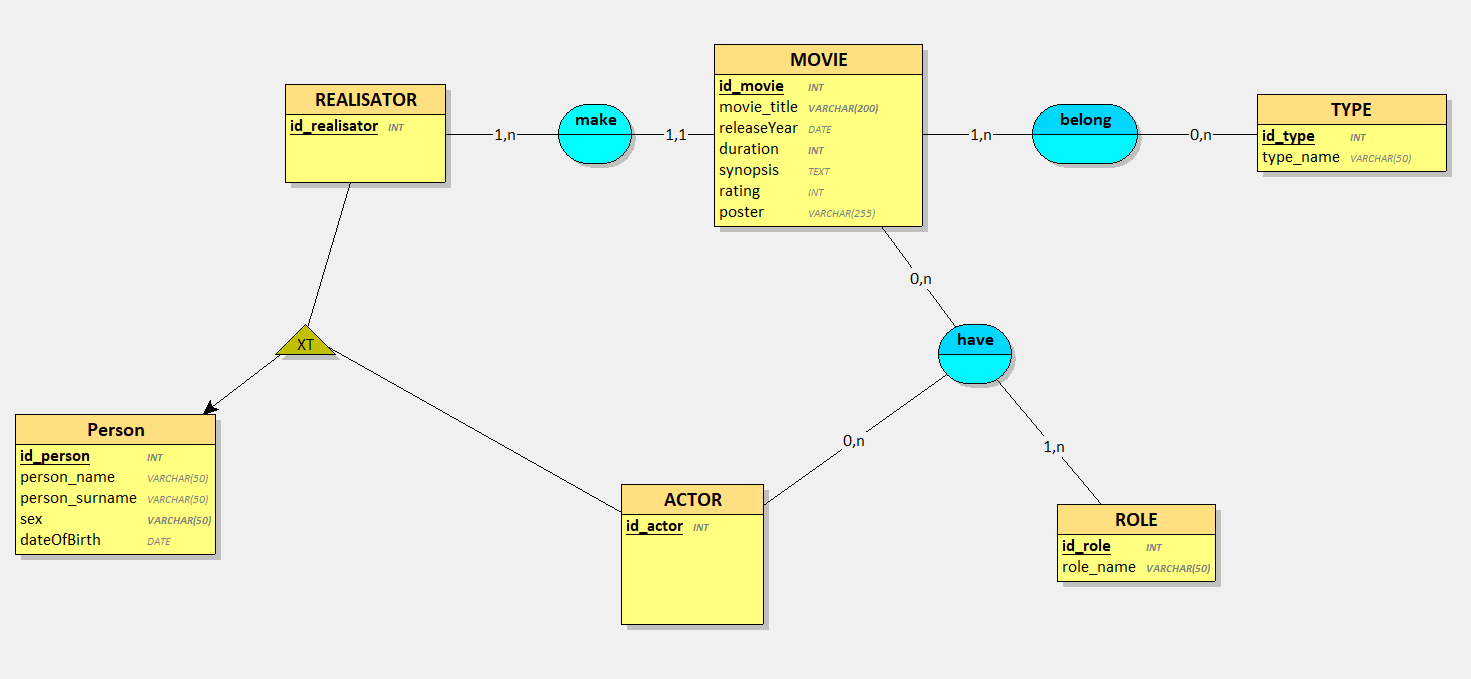 MOVIE
id_movie INT
movie_title VARCHAR(200)
releaseYear DATE
duration INT
synopsis TEXT
rating INT
poster VARCHAR(255)
REALISATOR
id_realisator INT
1,n
make
1,1
1,n
belong
0,n
TYPE
id_type INT
type_name VARCHAR(50)
0,n
have
XT
Person
id_person INT
person_name VARCHAR(50)
person_surname VARCHAR(50)
sex VARCHAR(50)
dateOfBirth DATE
0,n
1,n
ACTOR
id_actor INT
ROLE
id_role INT
role_name VARCHAR(50)